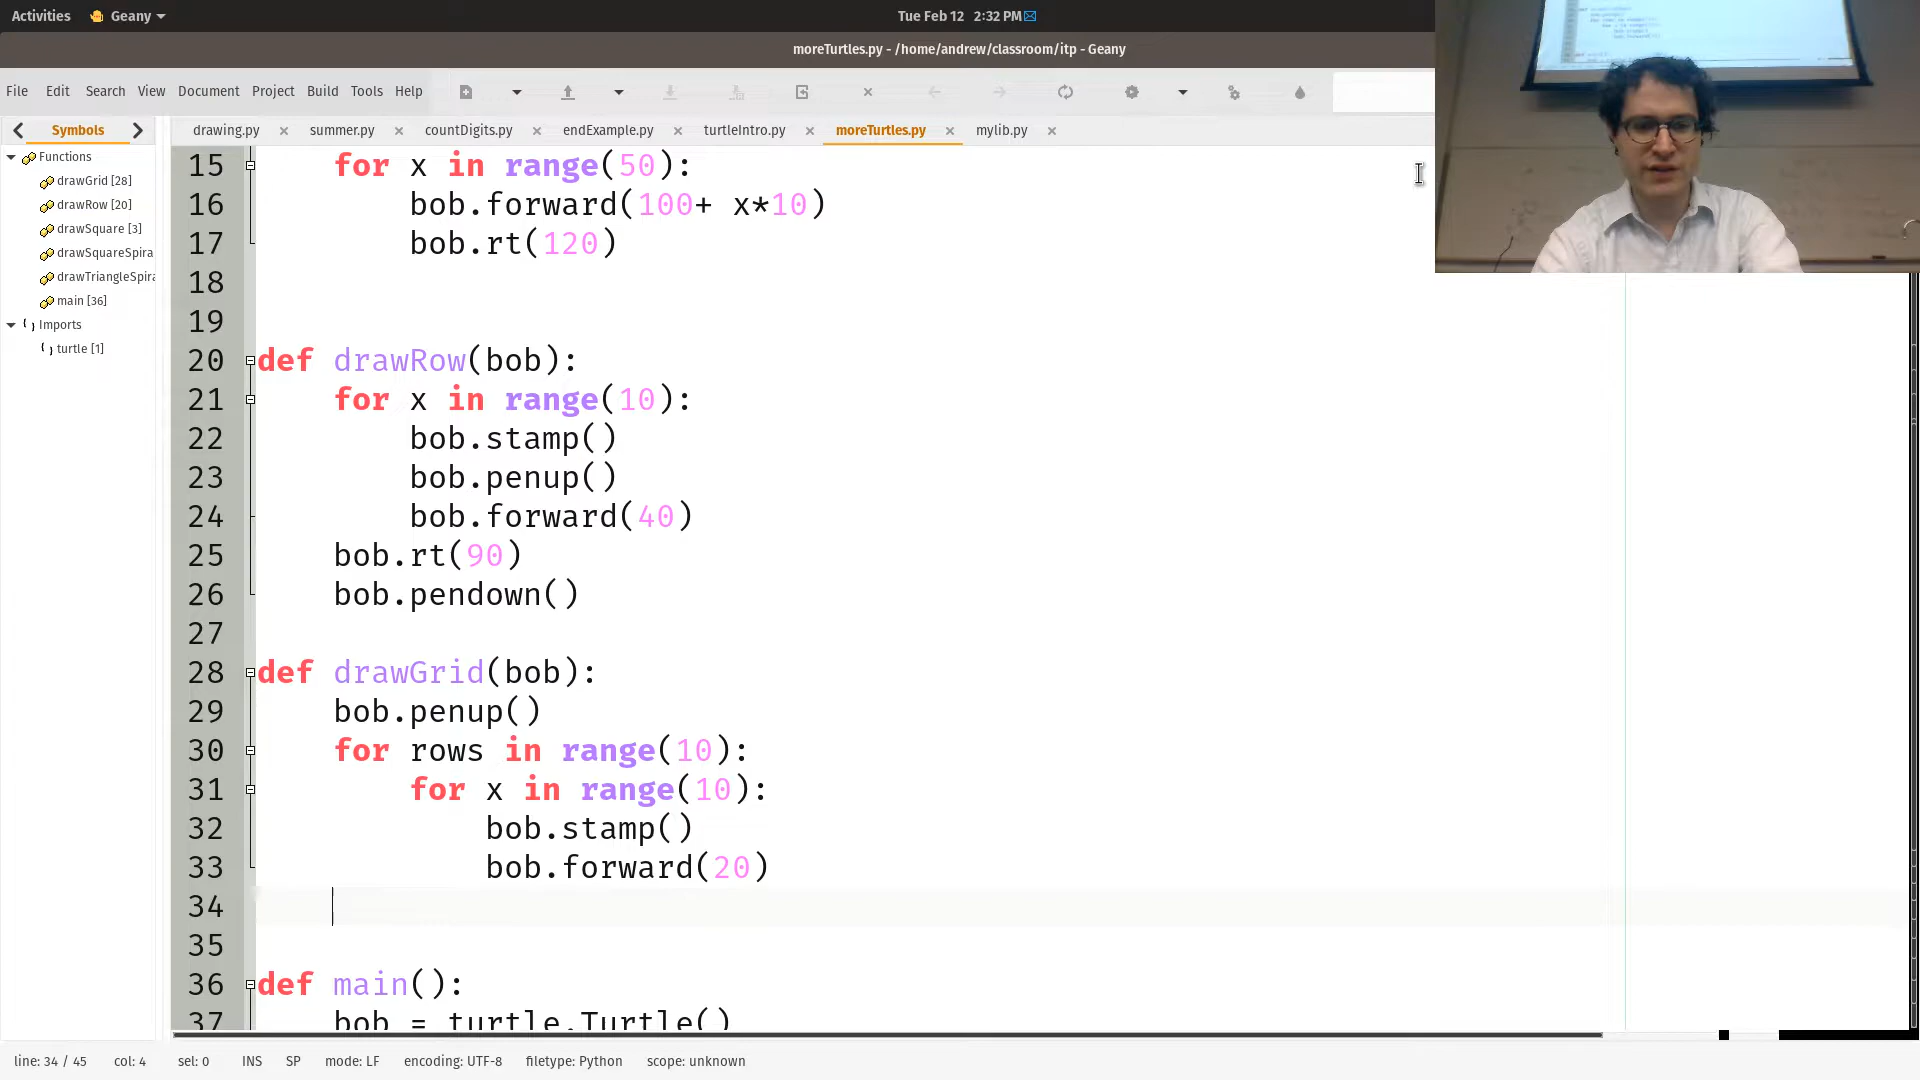 Activities
Geany
Tue Feb 12 2:32 PM
moreTurtles.py - /home/andrew/classroom/itp - Geany
File Edit Search View Document Project Build Tools Help
Symbols
drawing.py summer.py countDigits.py endExample.py turtleIntro.py moreTurtles.py mylib.py
Functions
drawGrid [28]
drawRow [20]
drawSquare [3]
drawSquareSpira
drawTriangleSpira
main [36]
Imports
turtle [1]
15 for x in range(50):
16 bob.forward(100+ x*10)
17 bob.rt(120)
18
19
20 def drawRow(bob):
21 for x in range(10):
22 bob.stamp()
23 bob.penup()
24 bob.forward(40)
25 bob.rt(90)
26 bob.pendown()
27
28 def drawGrid(bob):
29 bob.penup()
30 for rows in range(10):
31 for x in range(10):
32 bob.stamp()
33 bob.forward(20)
34
35
36 def main():
37 bob = turtle.Turtle()
line: 34 / 45 col: 4 sel: 0 INS SP mode: LF encoding: UTF-8 filetype: Python scope: unknown